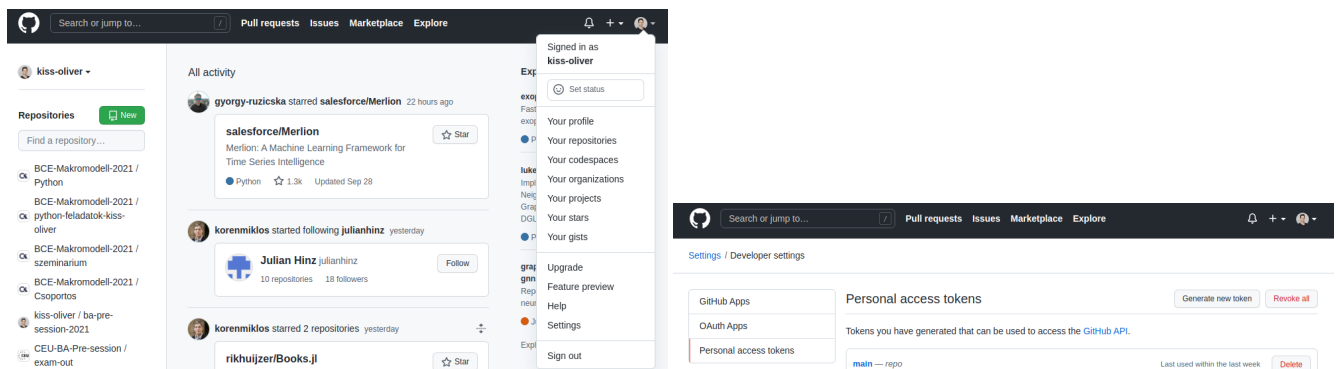 Search or jump to… / Pull requests Issues Marketplace Explore
kiss-oliver
Repositories New
Find a repository…
BCE-Makromodell-2021 /
Python
BCE-Makromodell-2021 /
python-feladatok-kiss-
oliver
BCE-Makromodell-2021 /
szeminarium
BCE-Makromodell-2021 /
Csoportos
kiss-oliver / ba-pre-
session-2021
CEU-BA-Pre-session /
exam-out
All activity
gyorgy-ruzicska starred salesforce/Merlion 22 hours ago
salesforce/Merlion Star
Merlion: A Machine Learning Framework for
Time Series Intelligence
Python 1.3k Updated Sep 28
korenmiklos started following julianhinz yesterday
Julian Hinz julianhinz Follow
10 repositories 18 followers
korenmiklos starred 2 repositories yesterday
rikhuijzer/Books.jl Star
Signed in as
kiss-oliver
Set status
Your profile
Your repositories
Your codespaces
Your organizations
Your projects
Your stars
Your gists
Upgrade
Feature preview
Help
Settings
Sign out
Search or jump to… / Pull requests Issues Marketplace Explore
Settings / Developer settings
GitHub Apps
OAuth Apps
Personal access tokens
Personal access tokens Generate new token Revoke all
Tokens you have generated that can be used to access the GitHub API.
main — repo Last used within the last week Delete